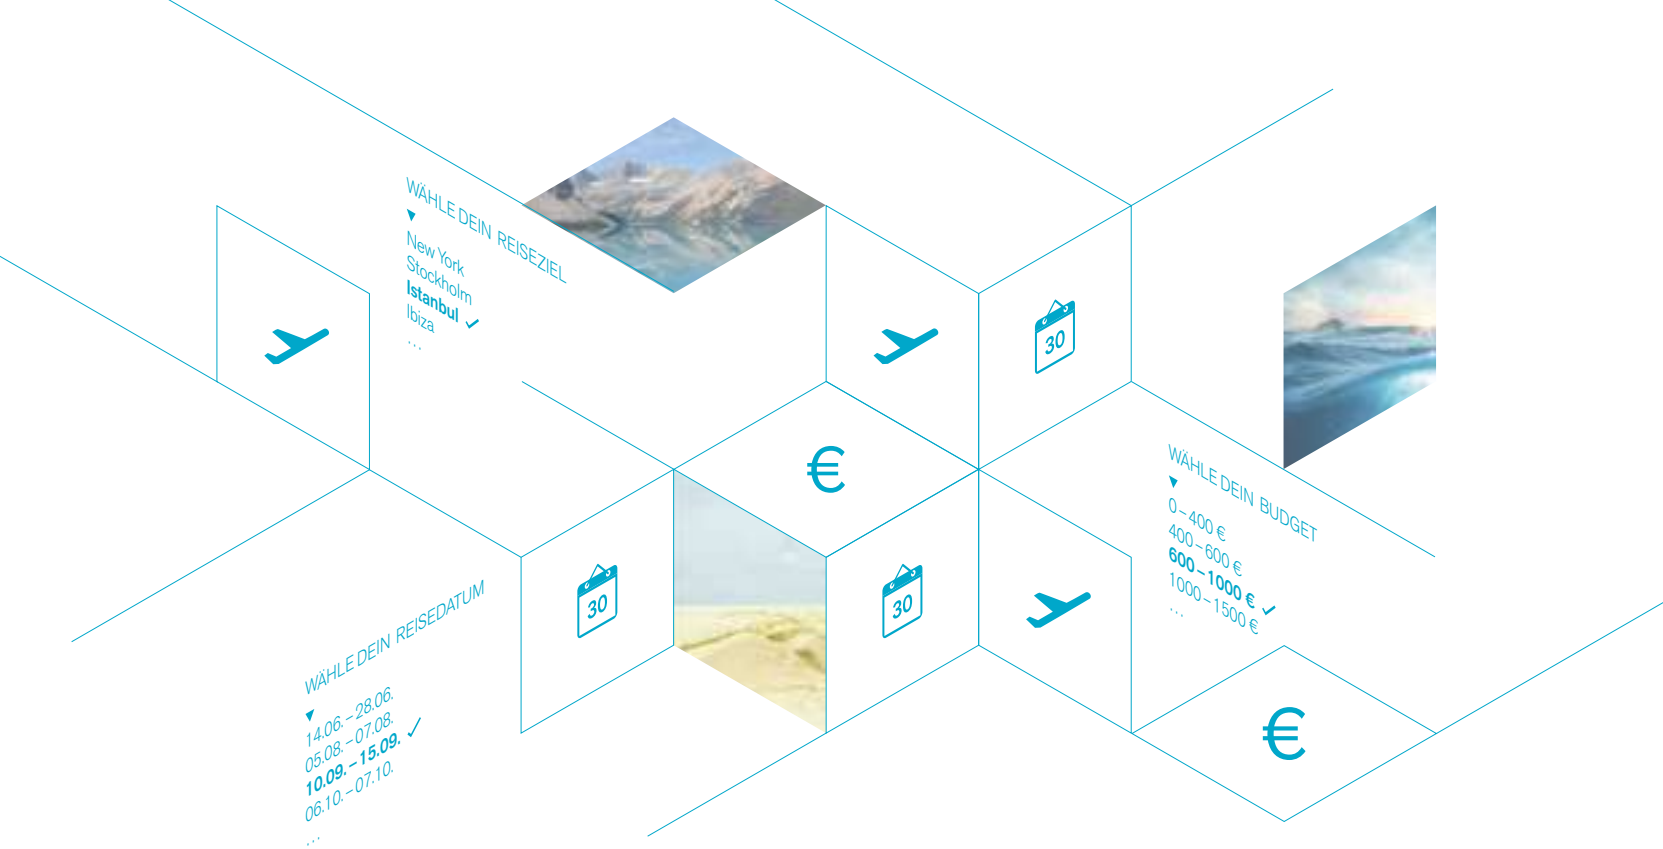 WÄHLE DEIN REISEZIEL
New York
Stockholm
Istanbul
Ibiza
...
30
WÄHLE DEIN BUDGET
0 – 400 €
400 – 600 €
600 – 1000 €
1000 – 1500 €
...
€
30
30
WÄHLE DEIN REISEDATUM
14.06. – 28.06.
05.08. – 07.08.
10.09. – 15.09.
06.10. – 07.10.
...
€